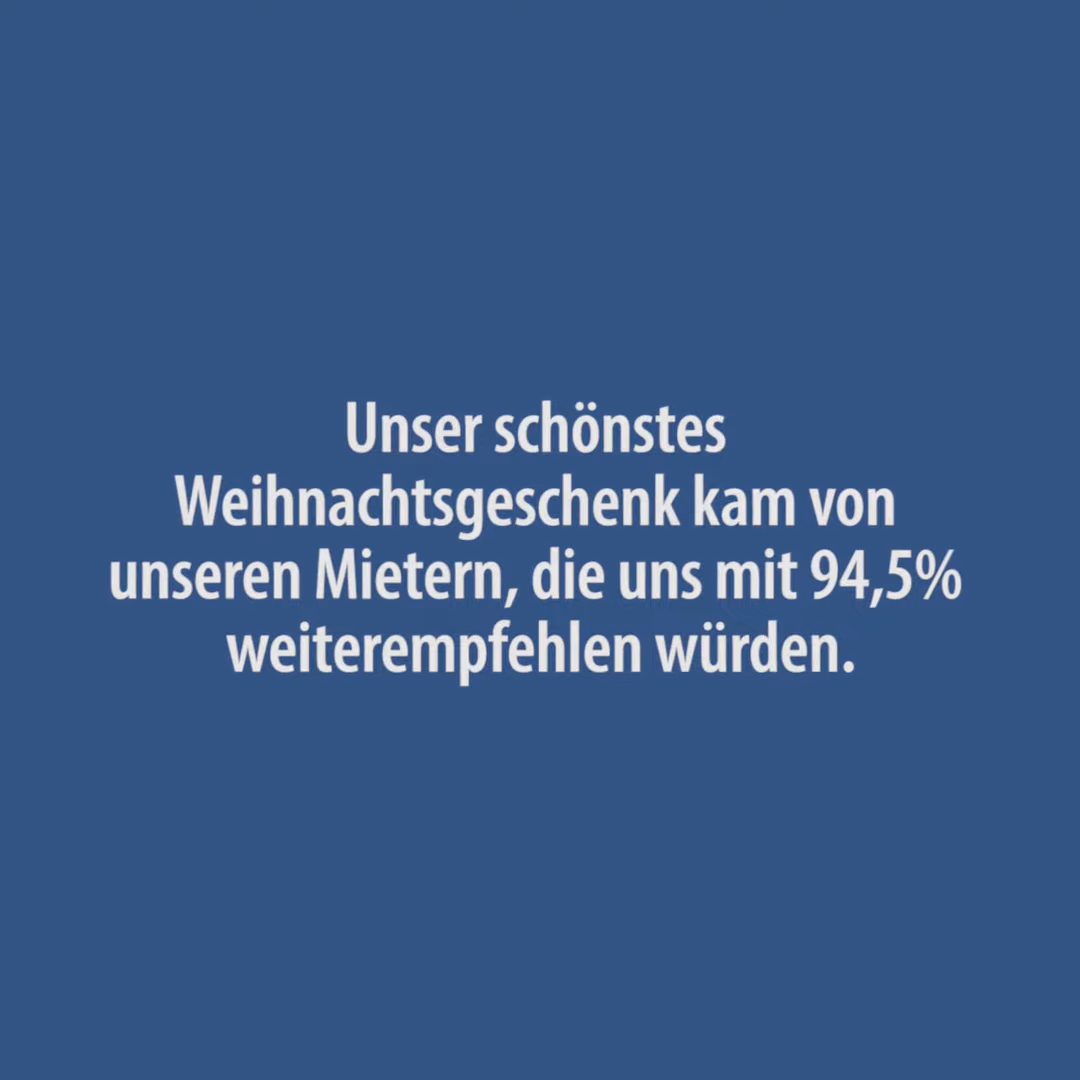 Unser schönstes
Weihnachtsgeschenk kam von
unseren Mietern, die uns mit 94,5%
weiterempfehlen würden.